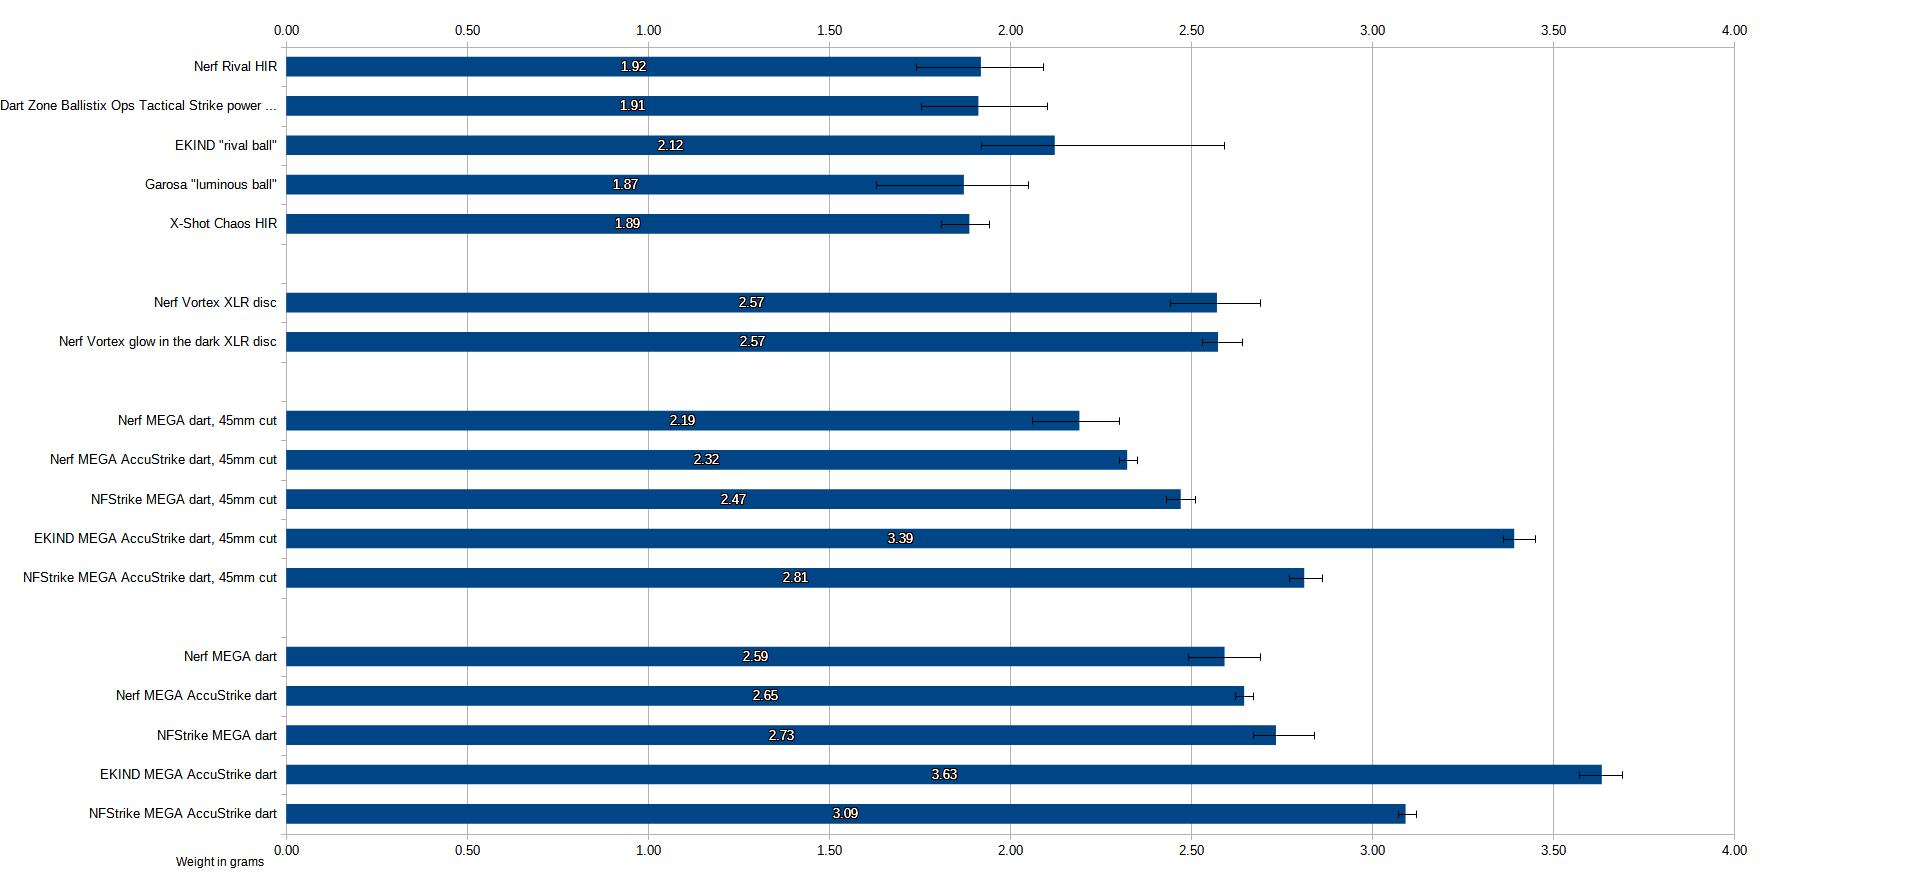 0.00 0.50 1.00 1.50 2.00 2.50 3.00 3.50 4.00
Nerf Rival HIR 1.92
Dart Zone Ballistix Ops Tactical Strike power ... 1.91
EKIND "rival ball" 2.12
Garosa "luminous ball" 1.87
X-Shot Chaos HIR 1.89
Nerf Vortex XLR disc 2.57
Nerf Vortex glow in the dark XLR disc 2.57
Nerf MEGA dart, 45mm cut 2.19
Nerf MEGA AccuStrike dart, 45mm cut 2.32
NFStrike MEGA dart, 45mm cut 2.47
EKIND MEGA AccuStrike dart, 45mm cut 3.39
NFStrike MEGA AccuStrike dart, 45mm cut 2.81
Nerf MEGA dart 2.59
Nerf MEGA AccuStrike dart 2.65
NFStrike MEGA dart 2.73
EKIND MEGA AccuStrike dart 3.63
NFStrike MEGA AccuStrike dart 3.09
0.00 0.50 1.00 1.50 2.00 2.50 3.00 3.50 4.00
Weight in grams